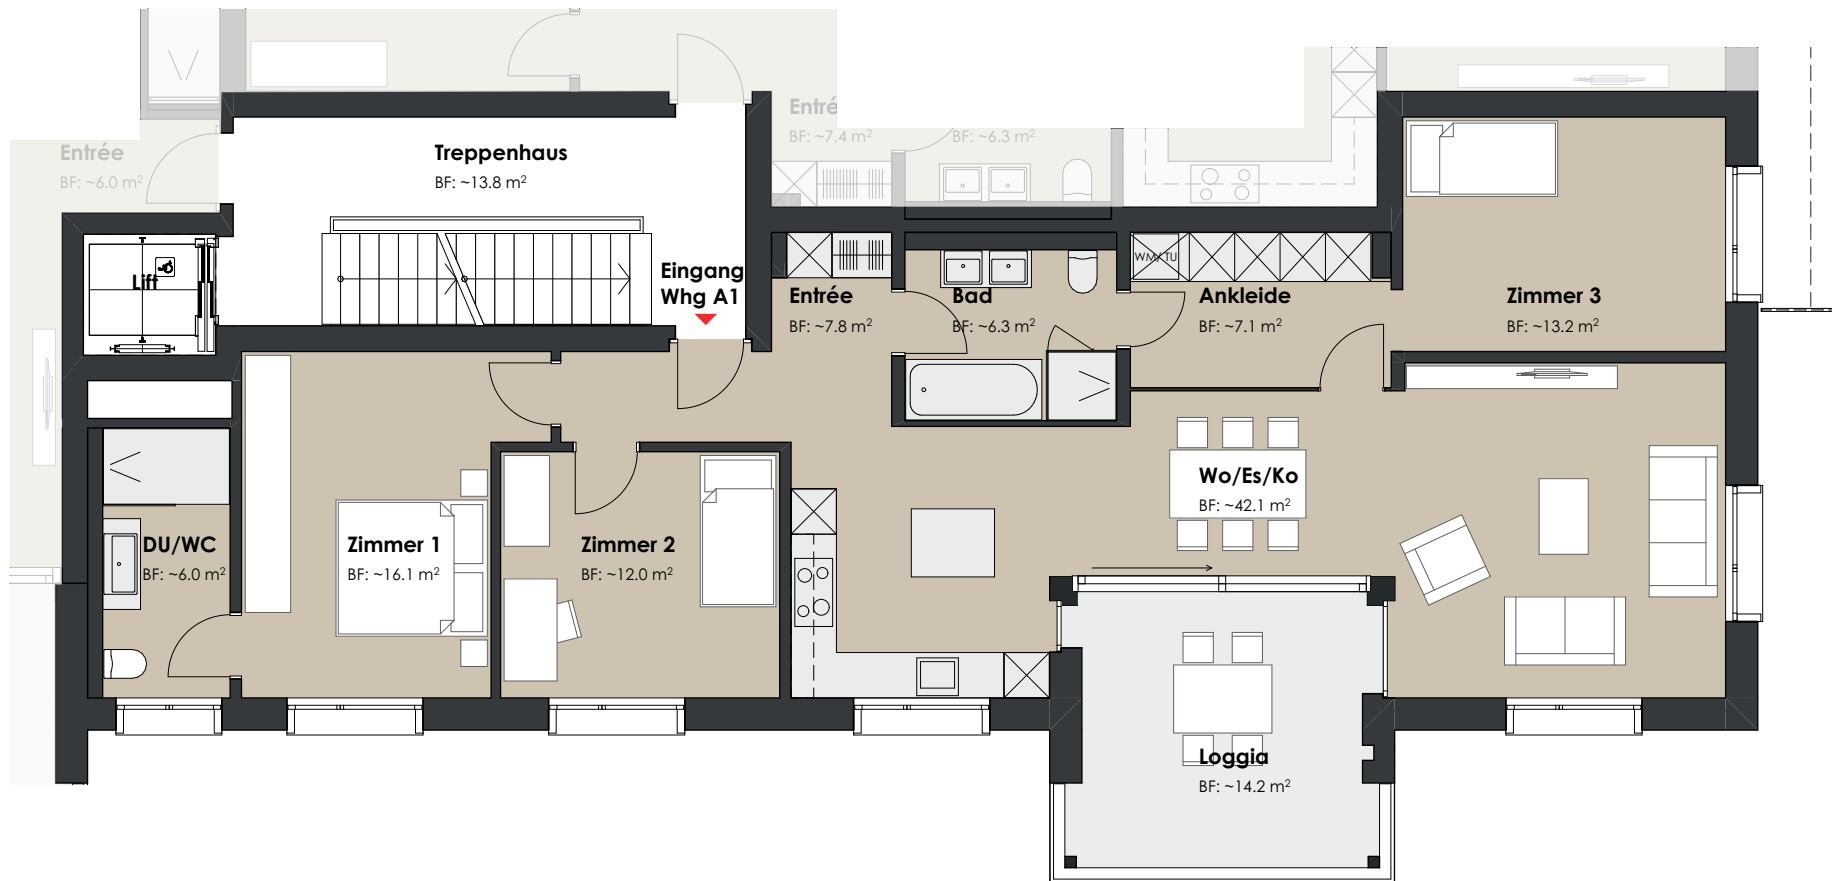 Entrée
BF: ~7.4 m²
BF: ~6.3 m²
Entrée
BF: ~6.0 m²
Treppenhaus
BF: ~13.8 m²
Lift
Eingang
Whg A1
Entrée
BF: ~7.8 m²
Bad
BF: ~6.3 m²
WM/TU
Ankleide
BF: ~7.1 m²
Zimmer 3
BF: ~13.2 m²
Wo/Es/Ko
BF: ~42.1 m²
DU/WC
BF: ~6.0 m²
Zimmer 1
BF: ~16.1 m²
Zimmer 2
BF: ~12.0 m²
Loggia
BF: ~14.2 m²